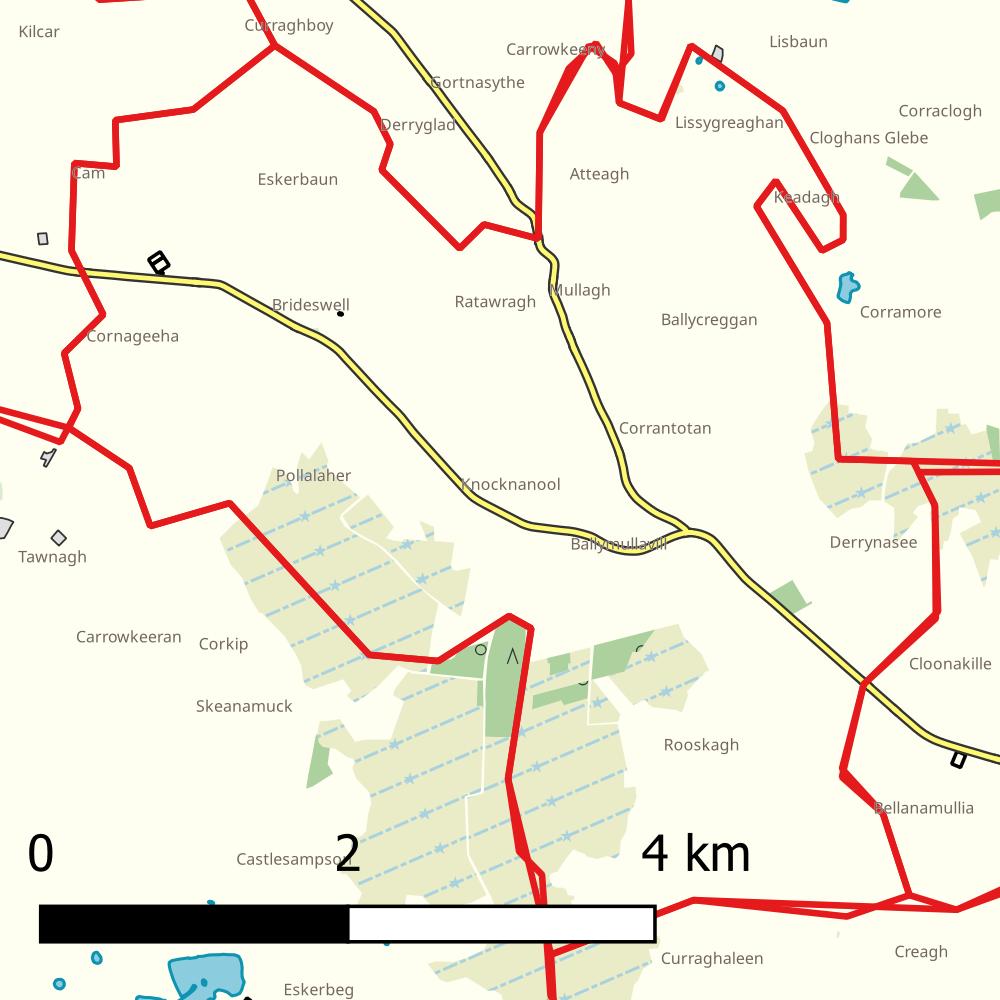 Curraghboy
Kilcar
Lisbaun
Carrowkeeny
Gortnasythe
Corraclogh
Lissygreaghan
Derryglad
Cloghans Glebe
Cam
Atteagh
Eskerbaun
Keadagh
Mullagh
Ratawragh
Brideswell
Corramore
Ballycreggan
Cornageeha
Corrantotan
Pollalaher
Knocknanool
Derrynasee
Ballymullavill
Tawnagh
Carrowkeeran
Corkip
Cloonakille
Skeanamuck
Rooskagh
Bellanamullia
0 2 4 km
Castlesampson
Creagh
Curraghaleen
Eskerbeg